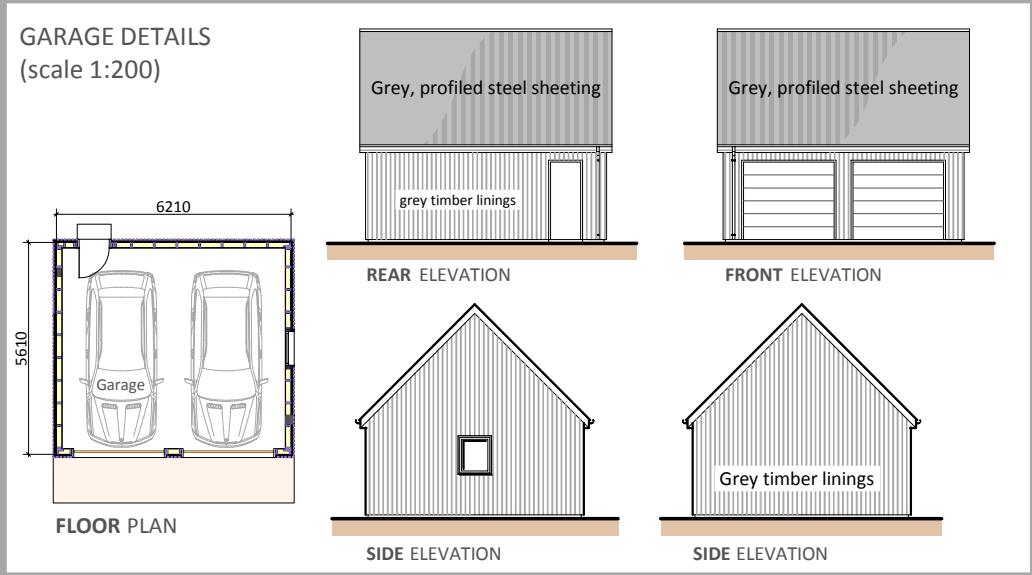 GARAGE DETAILS
(scale 1:200)
Grey, profiled steel sheeting
Grey, profiled steel sheeting
grey timber linings
6210
REAR ELEVATION
FRONT ELEVATION
5610
Garage
Grey timber linings
FLOOR PLAN
SIDE ELEVATION
SIDE ELEVATION